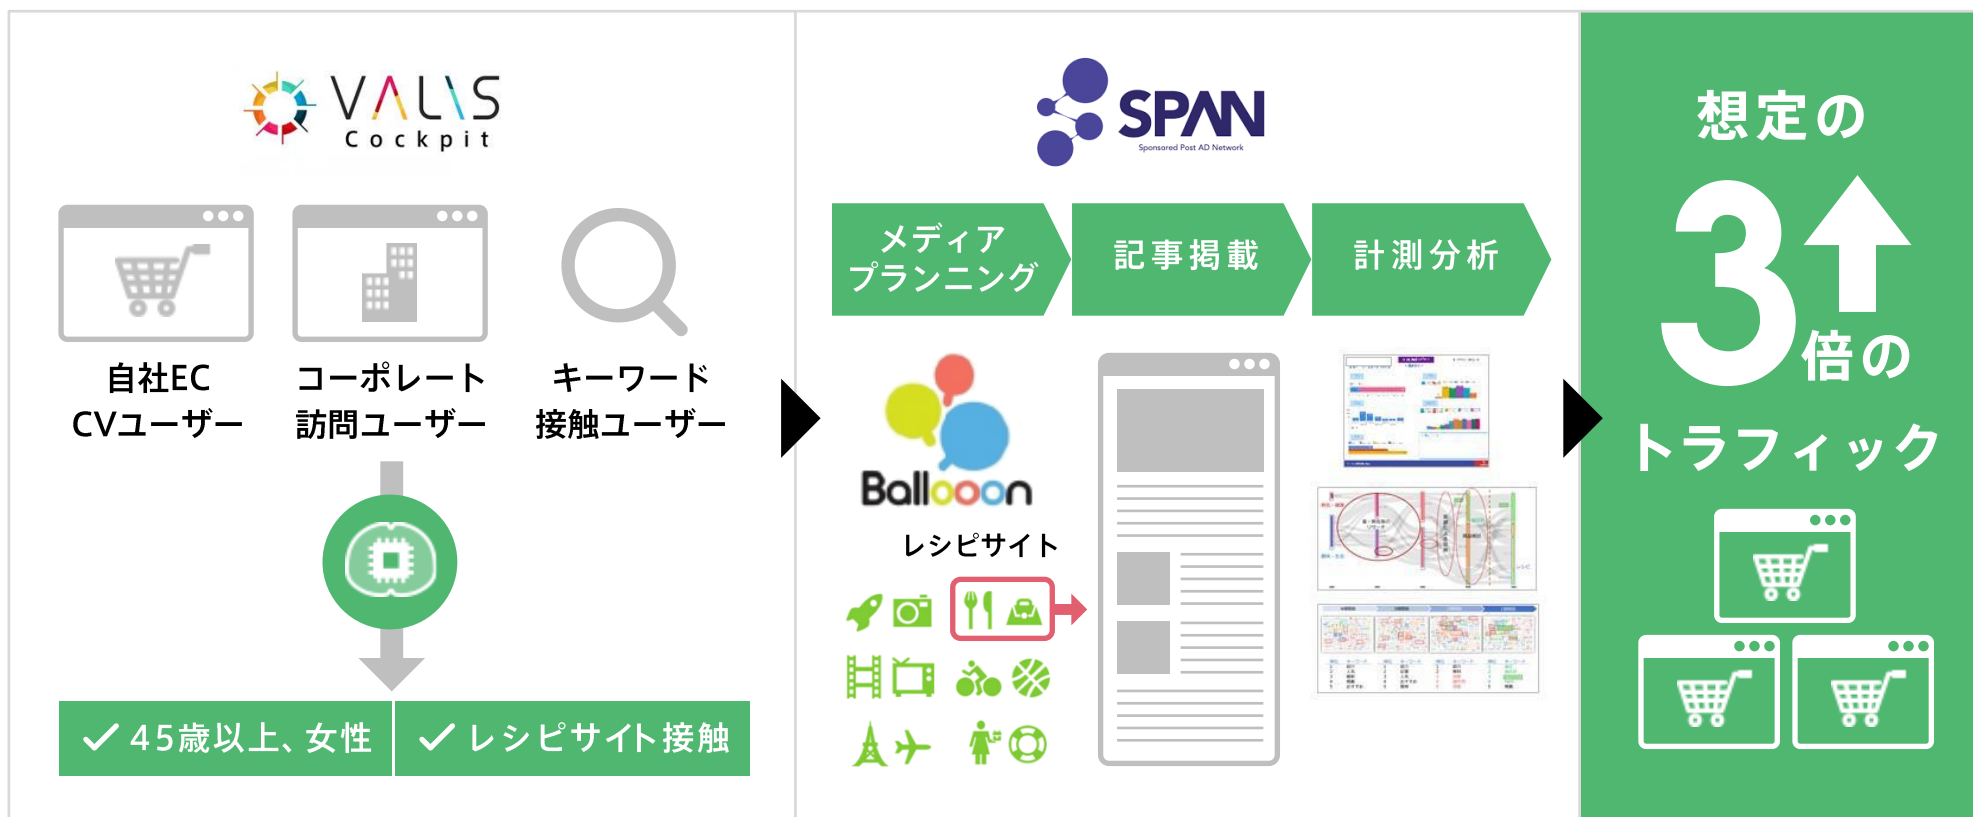 VALIS
Cockpit
自社EC
CVユーザー
コーポレート
訪問ユーザー
キーワード
接触ユーザー
45歳以上、女性
レシピサイト接触
SPAN
Sponsared Post AD Network
メディア
プランニング
記事掲載
計測分析
Ballooon
レシピサイト
想定の
3倍の
トラフィック